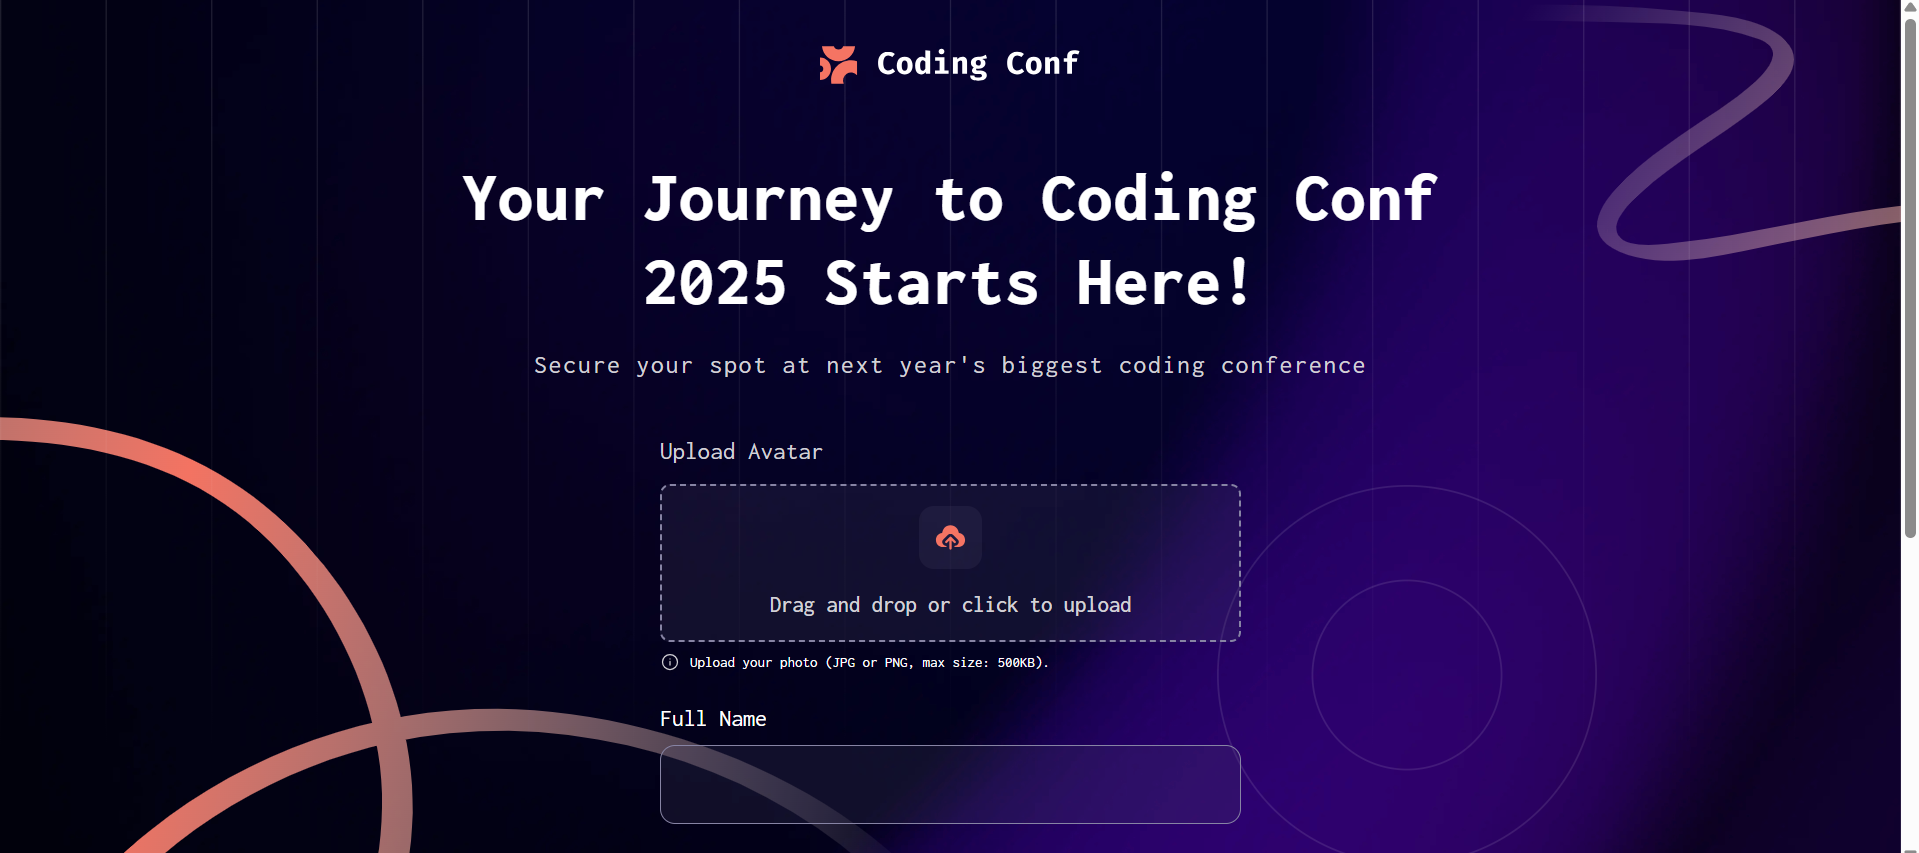 Coding Conf
Your Journey to Coding Conf
2025 Starts Here!
Secure your spot at next year's biggest coding conference
Upload Avatar
Drag and drop or click to upload
Upload your photo (JPG or PNG, max size: 500KB).
Full Name